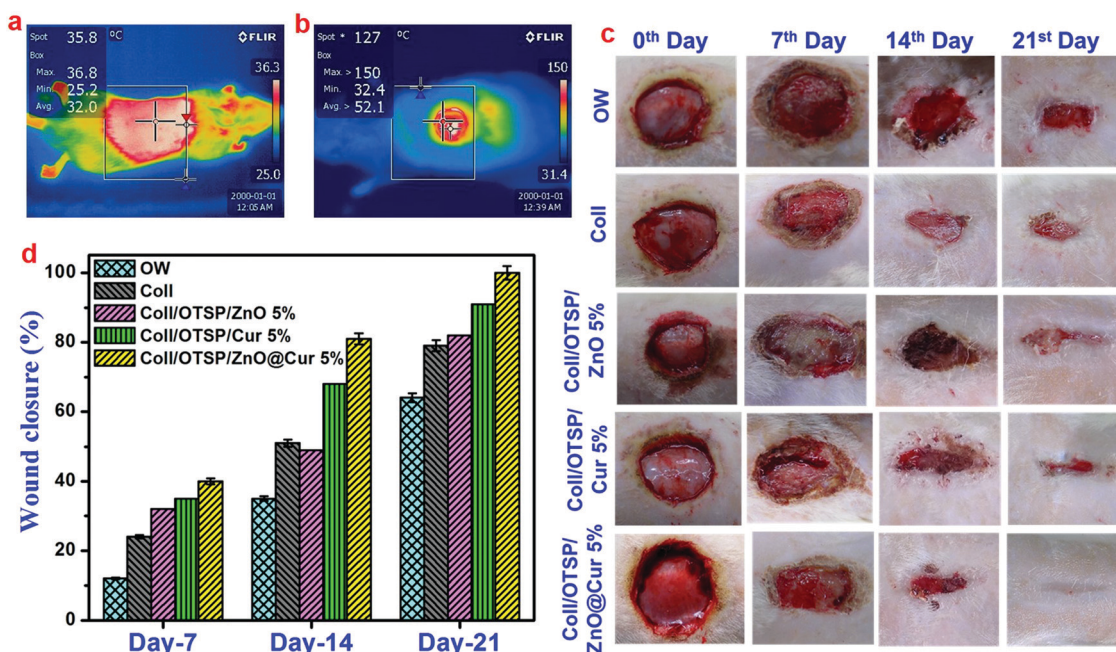 a
Spot 35.8 ºC
FLIR
Box
Max. 36.8
Min. 25.2
Avg. 32.0
36.3
25.0
2000-01-01
12:05 AM
b
Spot * 127 ºC
FLIR
Box
Max. > 150
Min. 32.4
Avg. > 52.1
150
31.4
2000-01-01
12:39 AM
c
0th Day 7th Day 14th Day 21st Day
OW
Coll
Coll/OTSP/
ZnO 5%
Coll/OTSP/
Cur 5%
Coll/OTSP/
ZnO@Cur 5%
d
Wound closure (%)
100
80
60
40
20
0
OW
Coll
Coll/OTSP/ZnO 5%
Coll/OTSP/Cur 5%
Coll/OTSP/ZnO@Cur 5%
Day-7 Day-14 Day-21